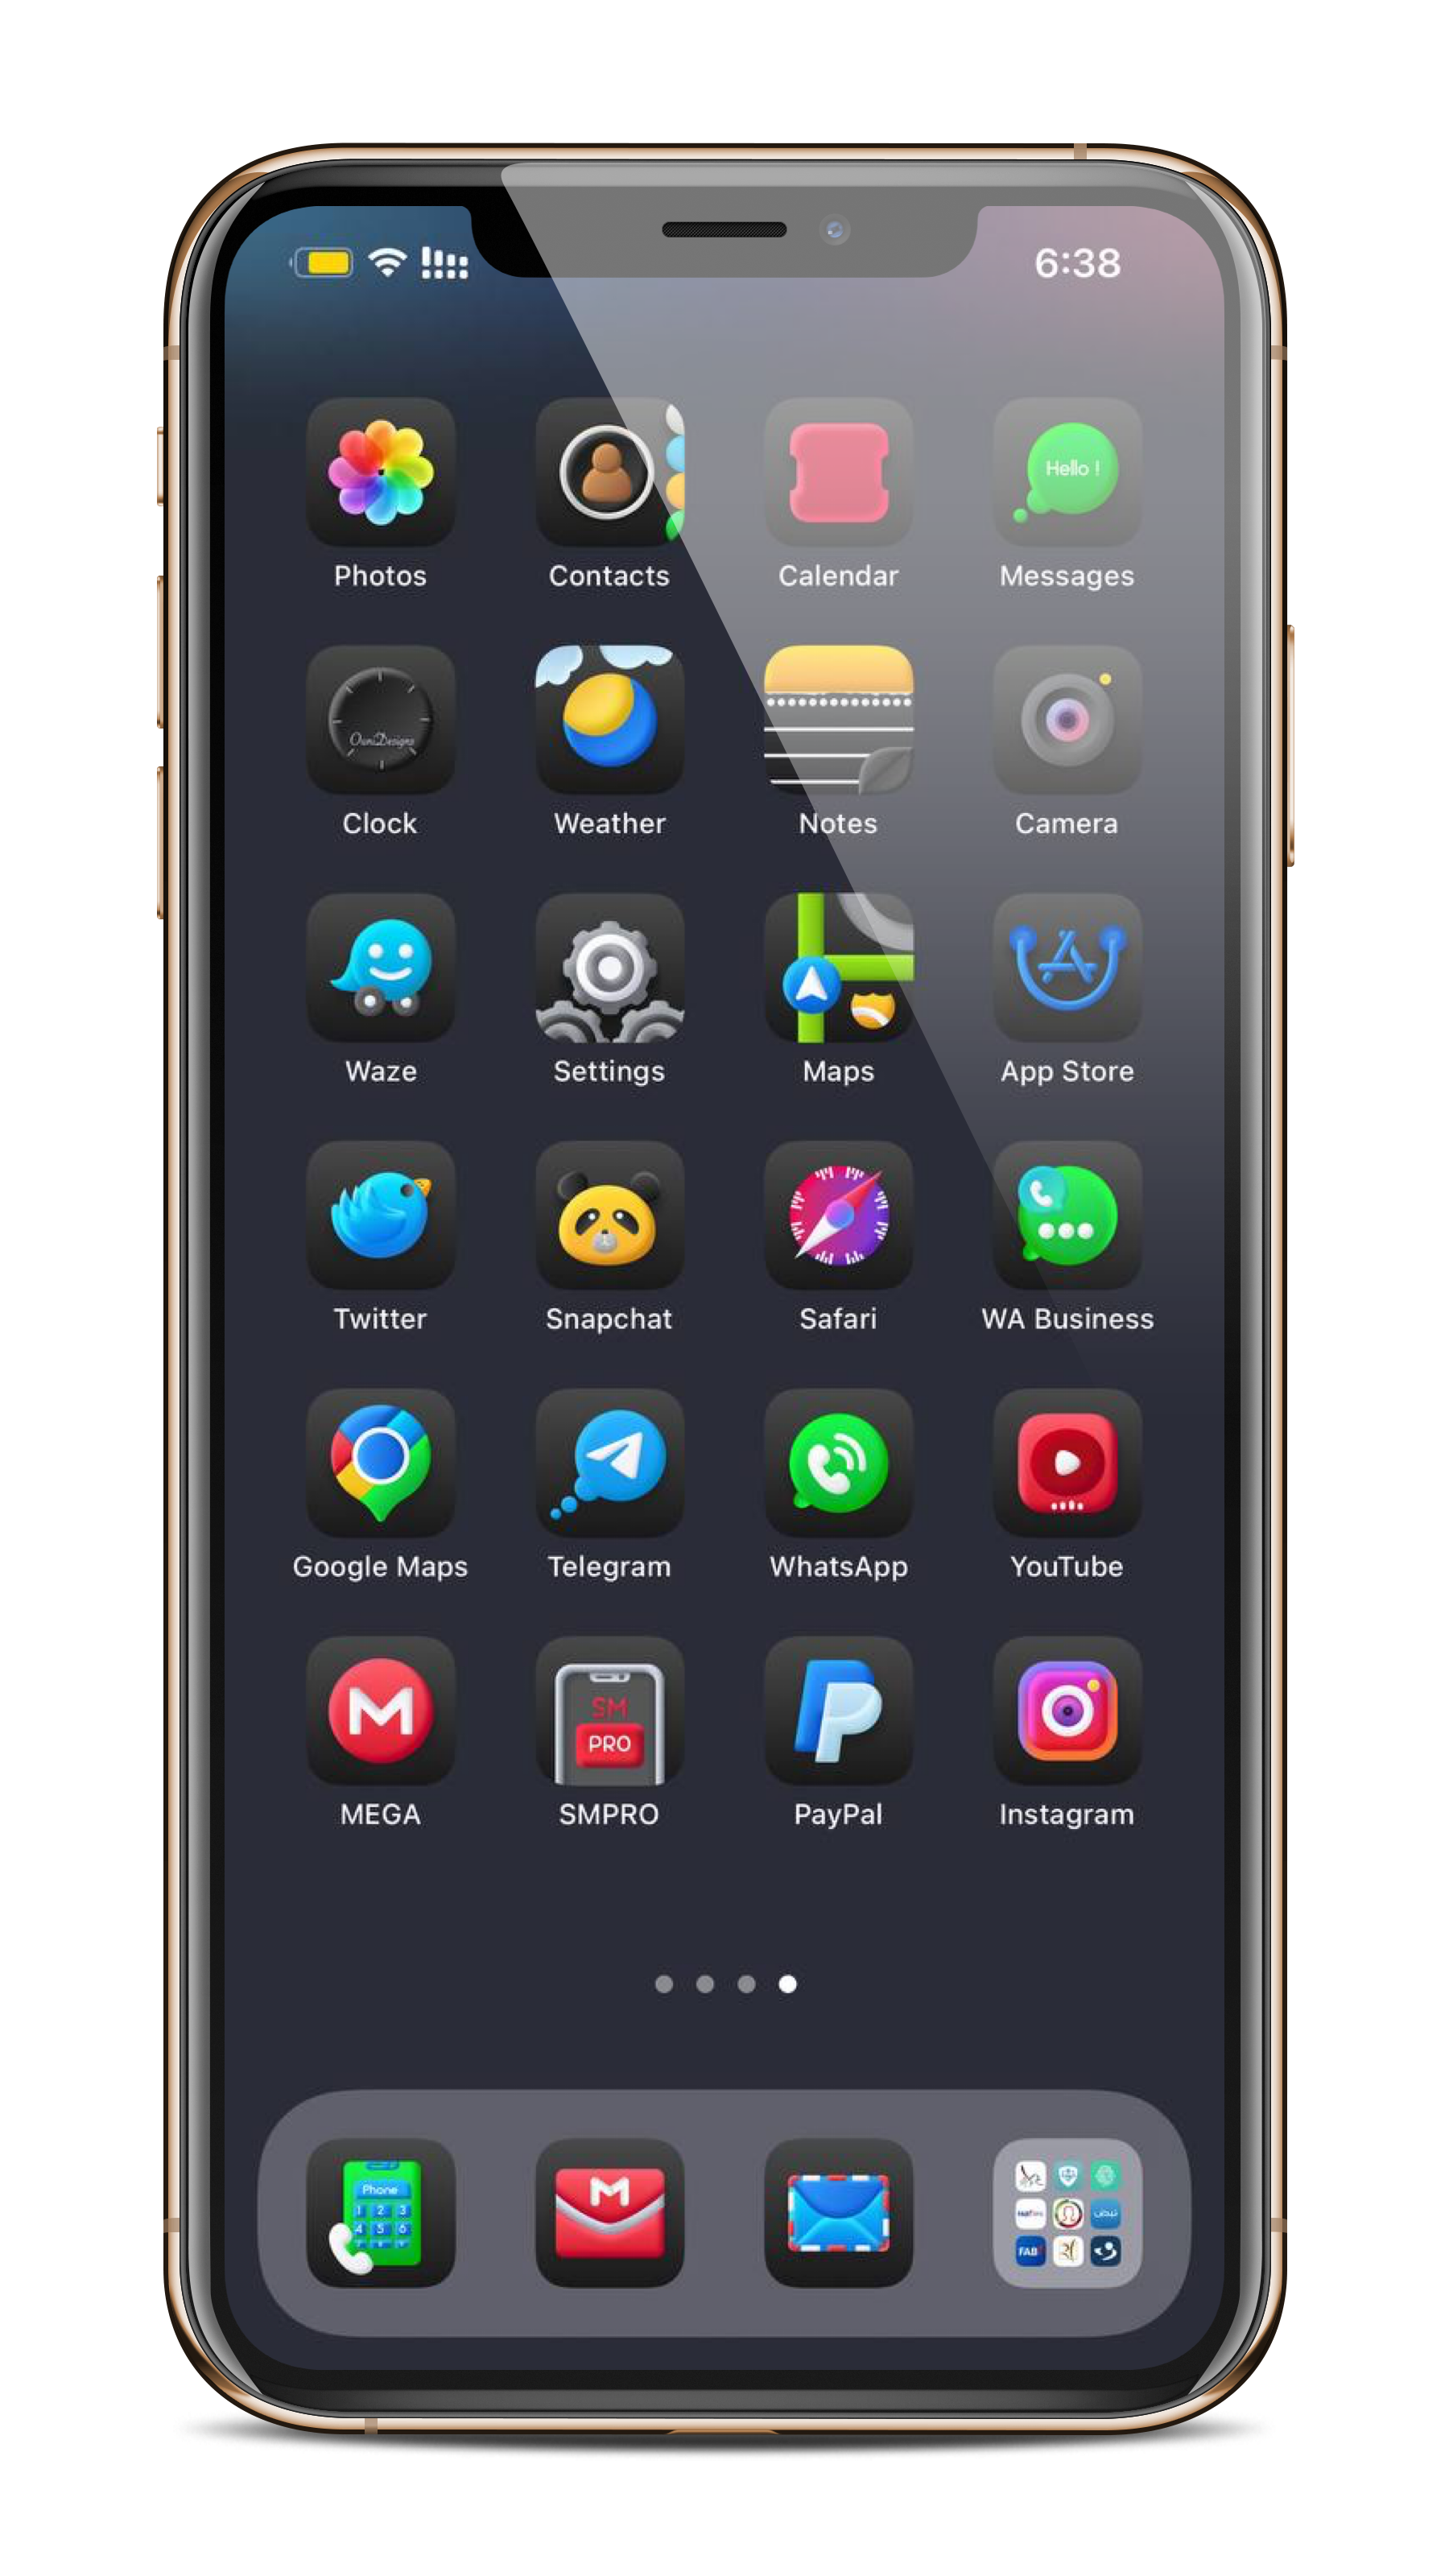 6:38
Hello !
Photos
Contacts
Calendar
Messages
OumiDesigns
Clock
Weather
Notes
Camera
Waze
Settings
Maps
App Store
Twitter
Snapchat
Safari
WA Business
Google Maps
Telegram
WhatsApp
YouTube
M
SM
PRO
MEGA
SMPRO
PayPal
Instagram
Phone
1 2 3
4 5 6
M
نبض
FAB